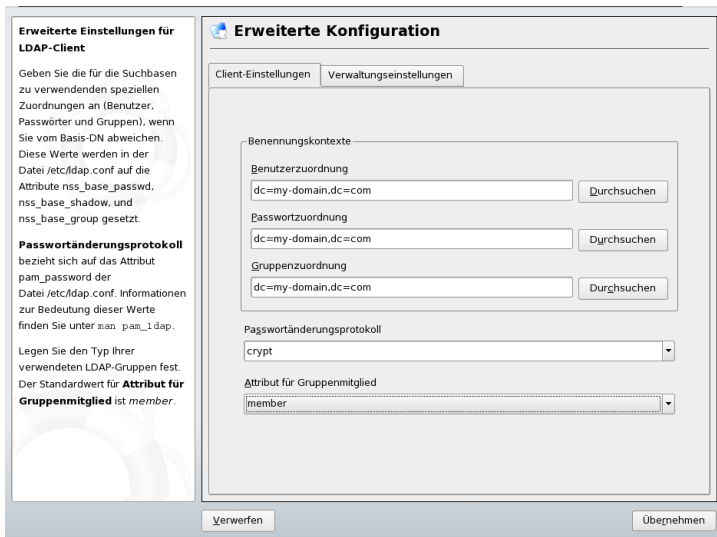 Erweiterte Einstellungen für
LDAP-Client
Geben Sie die für die Suchbasen
zu verwendenden speziellen
Zuordnungen an (Benutzer,
Passwörter und Gruppen), wenn
Sie vom Basis-DN abweichen.
Diese Werte werden in der
Datei /etc/ldap.conf auf die
Attribute nss_base_passwd,
nss_base_shadow, und
nss_base_group gesetzt.
Passwortänderungsprotokoll
bezieht sich auf das Attribut
pam_password der
Datei /etc/ldap.conf. Informationen
zur Bedeutung dieser Werte
finden Sie unter man pam_ldap.
Legen Sie den Typ Ihrer
verwendeten LDAP-Gruppen fest.
Der Standardwert für Attribut für
Gruppenmitglied ist member.
Erweiterte Konfiguration
Client-Einstellungen Verwaltungseinstellungen
Benennungskontexte
Benutzerzuordnung
dc=my-domain,dc=com Durchsuchen
Passwortzuordnung
dc=my-domain,dc=com Durchsuchen
Gruppenzuordnung
dc=my-domain,dc=com Durchsuchen
Passwortänderungsprotokoll
crypt
Attribut für Gruppenmitglied
member
Verwerfen Übernehmen